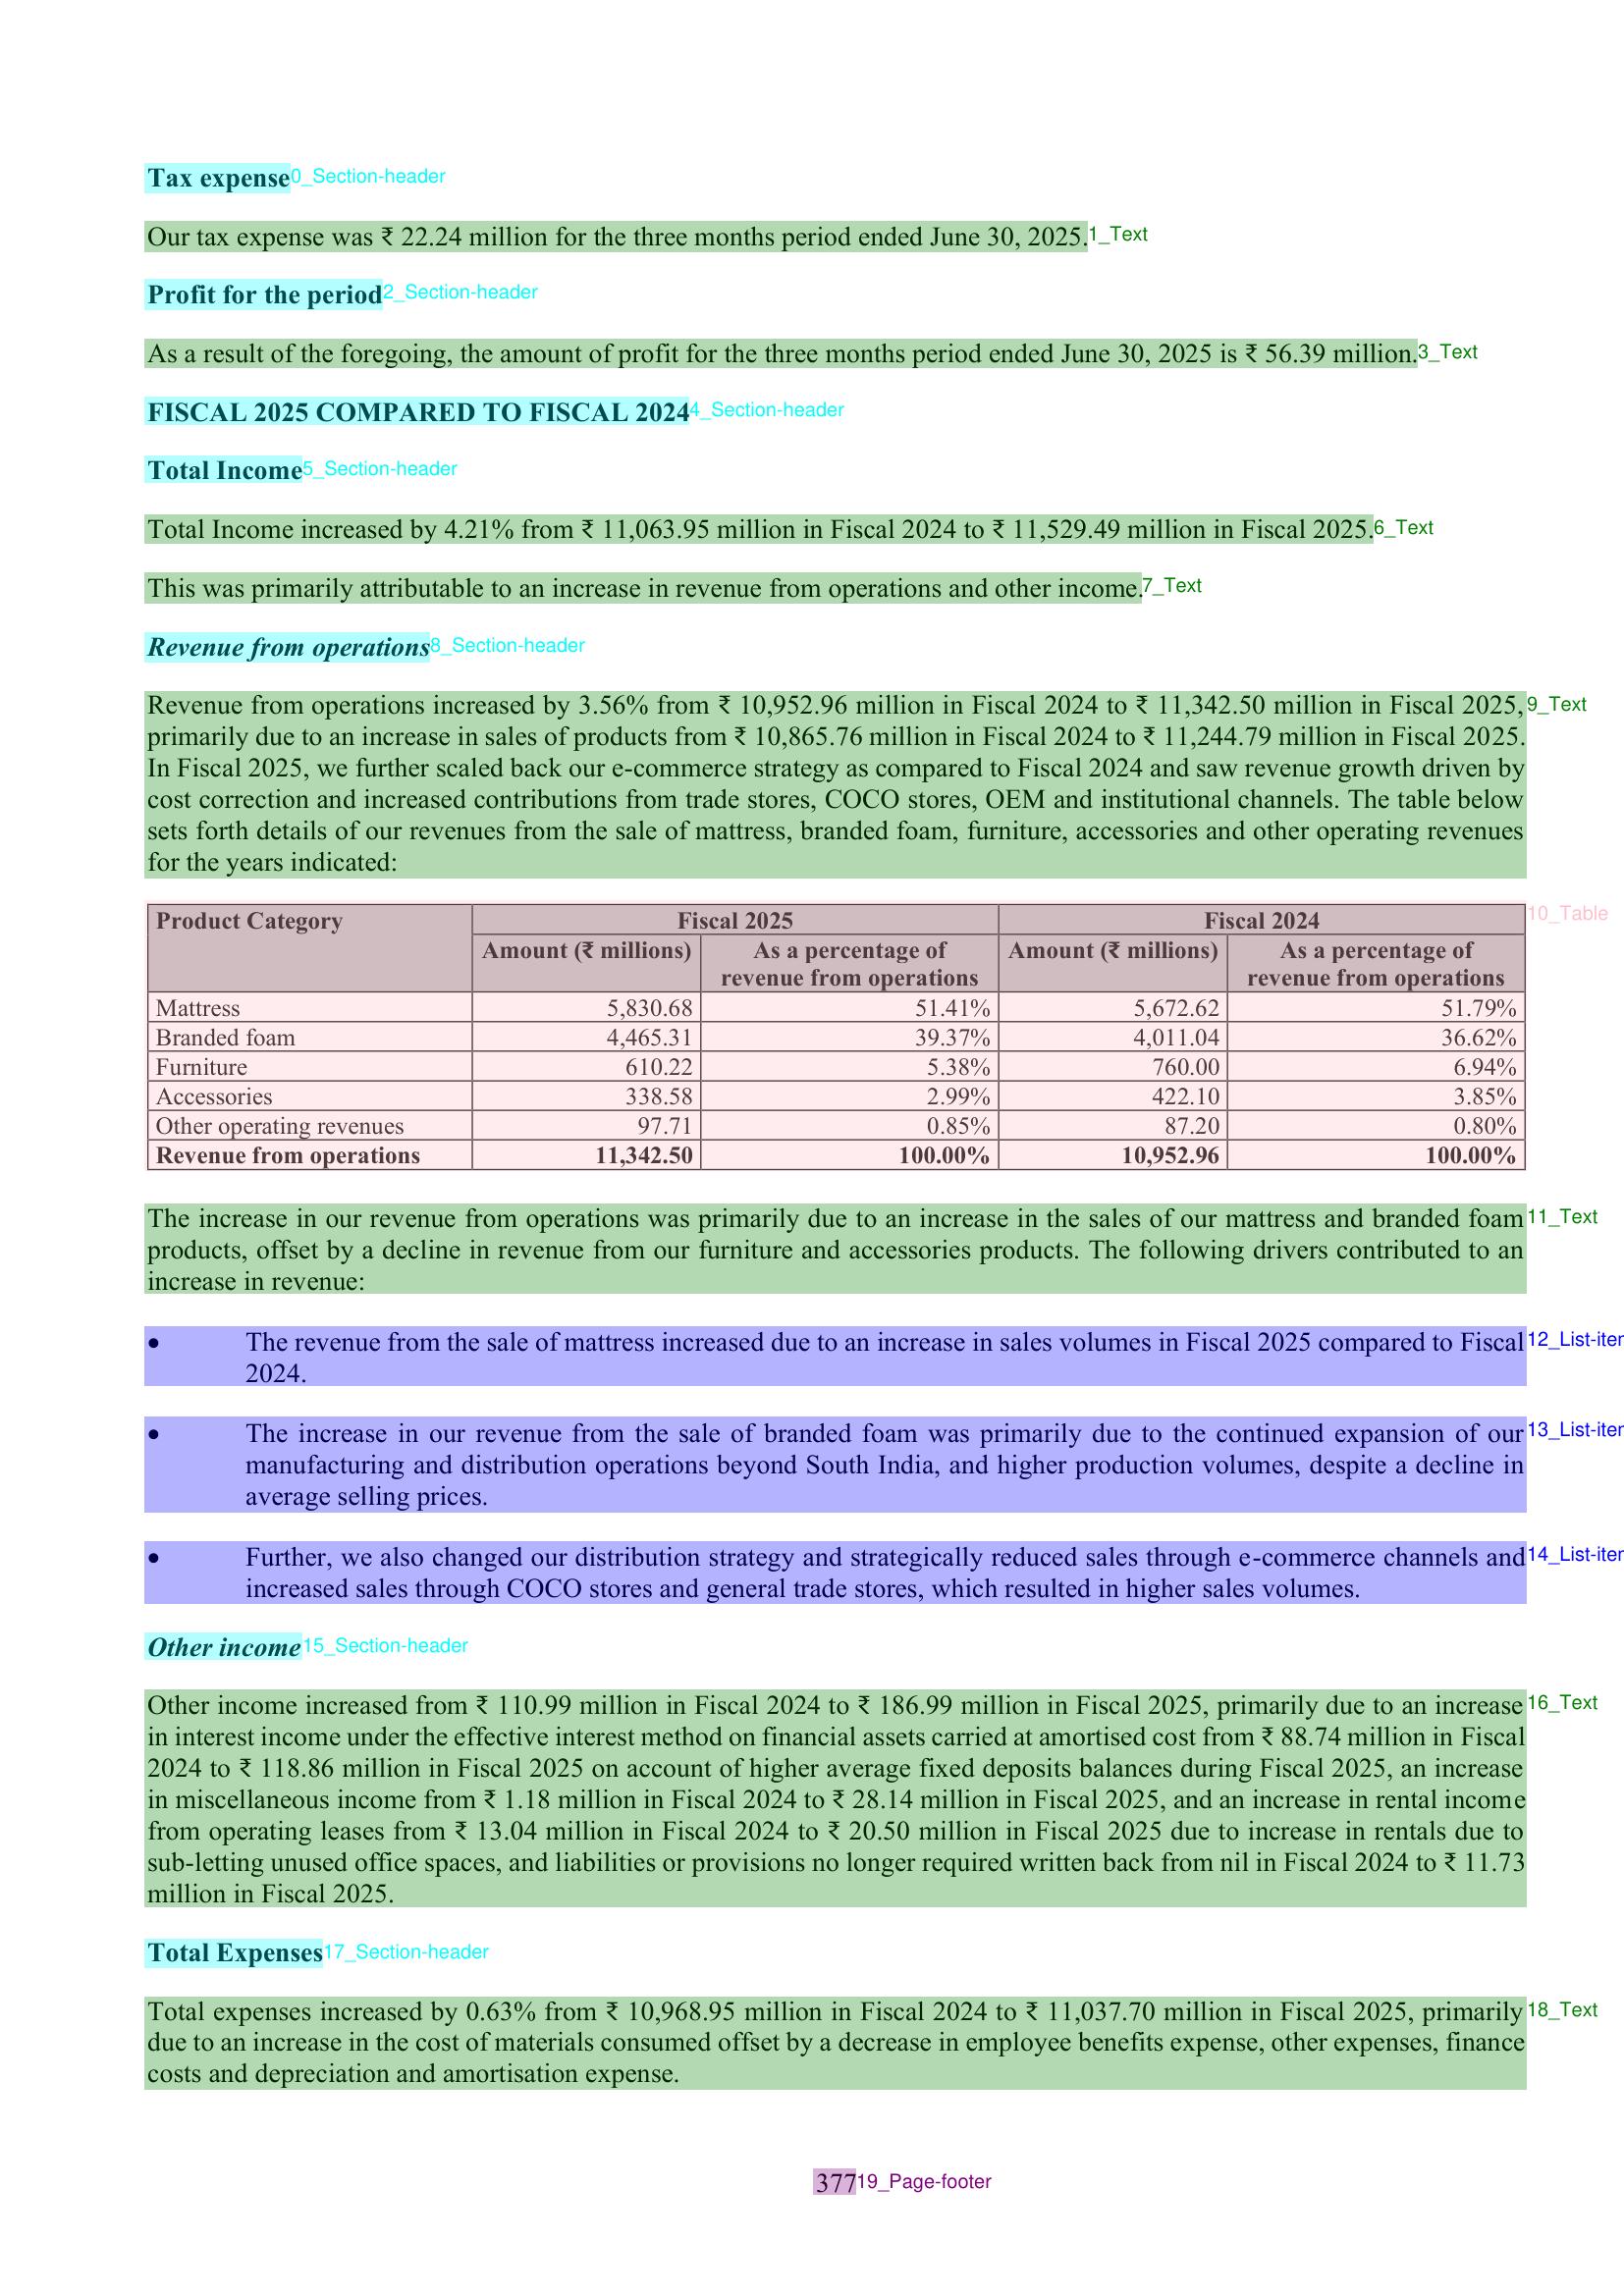 Tax expense 0_Section-header
Our tax expense was ₹ 22.24 million for the three months period ended June 30, 2025. 1_Text
Profit for the period 2_Section-header
As a result of the foregoing, the amount of profit for the three months period ended June 30, 2025 is ₹ 56.39 million. 3_Text
FISCAL 2025 COMPARED TO FISCAL 2024 4_Section-header
Total Income 5_Section-header
Total Income increased by 4.21% from ₹ 11,063.95 million in Fiscal 2024 to ₹ 11,529.49 million in Fiscal 2025. 6_Text
This was primarily attributable to an increase in revenue from operations and other income. 7_Text
Revenue from operations 8_Section-header
Revenue from operations increased by 3.56% from ₹ 10,952.96 million in Fiscal 2024 to ₹ 11,342.50 million in Fiscal 2025, 9_Text
primarily due to an increase in sales of products from ₹ 10,865.76 million in Fiscal 2024 to ₹ 11,244.79 million in Fiscal 2025.
In Fiscal 2025, we further scaled back our e-commerce strategy as compared to Fiscal 2024 and saw revenue growth driven by
cost correction and increased contributions from trade stores, COCO stores, OEM and institutional channels. The table below
sets forth details of our revenues from the sale of mattress, branded foam, furniture, accessories and other operating revenues
for the years indicated:
Product Category Fiscal 2025 Fiscal 2024 10_Table
Amount (₹ millions) As a percentage of Amount (₹ millions) As a percentage of
revenue from operations revenue from operations
Mattress 5,830.68 51.41% 5,672.62 51.79%
Branded foam 4,465.31 39.37% 4,011.04 36.62%
Furniture 610.22 5.38% 760.00 6.94%
Accessories 338.58 2.99% 422.10 3.85%
Other operating revenues 97.71 0.85% 87.20 0.80%
Revenue from operations 11,342.50 100.00% 10,952.96 100.00%
The increase in our revenue from operations was primarily due to an increase in the sales of our mattress and branded foam 11_Text
products, offset by a decline in revenue from our furniture and accessories products. The following drivers contributed to an
increase in revenue:
• The revenue from the sale of mattress increased due to an increase in sales volumes in Fiscal 2025 compared to Fiscal 12_List-iter
2024.
• The increase in our revenue from the sale of branded foam was primarily due to the continued expansion of our 13_List-iter
manufacturing and distribution operations beyond South India, and higher production volumes, despite a decline in
average selling prices.
• Further, we also changed our distribution strategy and strategically reduced sales through e-commerce channels and 14_List-iter
increased sales through COCO stores and general trade stores, which resulted in higher sales volumes.
Other income 15_Section-header
Other income increased from ₹ 110.99 million in Fiscal 2024 to ₹ 186.99 million in Fiscal 2025, primarily due to an increase 16_Text
in interest income under the effective interest method on financial assets carried at amortised cost from ₹ 88.74 million in Fiscal
2024 to ₹ 118.86 million in Fiscal 2025 on account of higher average fixed deposits balances during Fiscal 2025, an increase
in miscellaneous income from ₹ 1.18 million in Fiscal 2024 to ₹ 28.14 million in Fiscal 2025, and an increase in rental income
from operating leases from ₹ 13.04 million in Fiscal 2024 to ₹ 20.50 million in Fiscal 2025 due to increase in rentals due to
sub-letting unused office spaces, and liabilities or provisions no longer required written back from nil in Fiscal 2024 to ₹ 11.73
million in Fiscal 2025.
Total Expenses 17_Section-header
Total expenses increased by 0.63% from ₹ 10,968.95 million in Fiscal 2024 to ₹ 11,037.70 million in Fiscal 2025, primarily 18_Text
due to an increase in the cost of materials consumed offset by a decrease in employee benefits expense, other expenses, finance
costs and depreciation and amortisation expense.
377 19_Page-footer